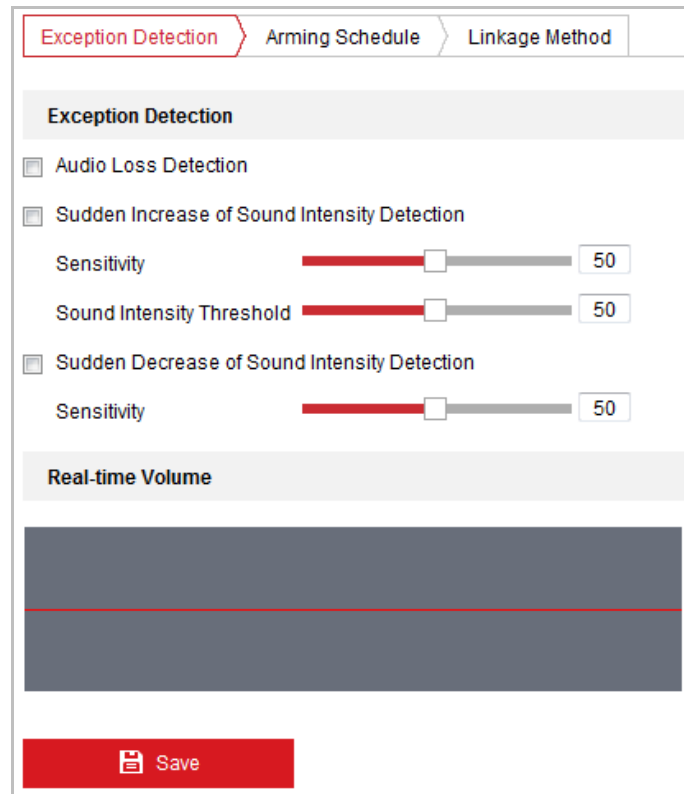 Exception Detection Arming Schedule Linkage Method
Exception Detection
Audio Loss Detection
Sudden Increase of Sound Intensity Detection
Sensitivity 50
Sound Intensity Threshold 50
Sudden Decrease of Sound Intensity Detection
Sensitivity 50
Real-time Volume
Save